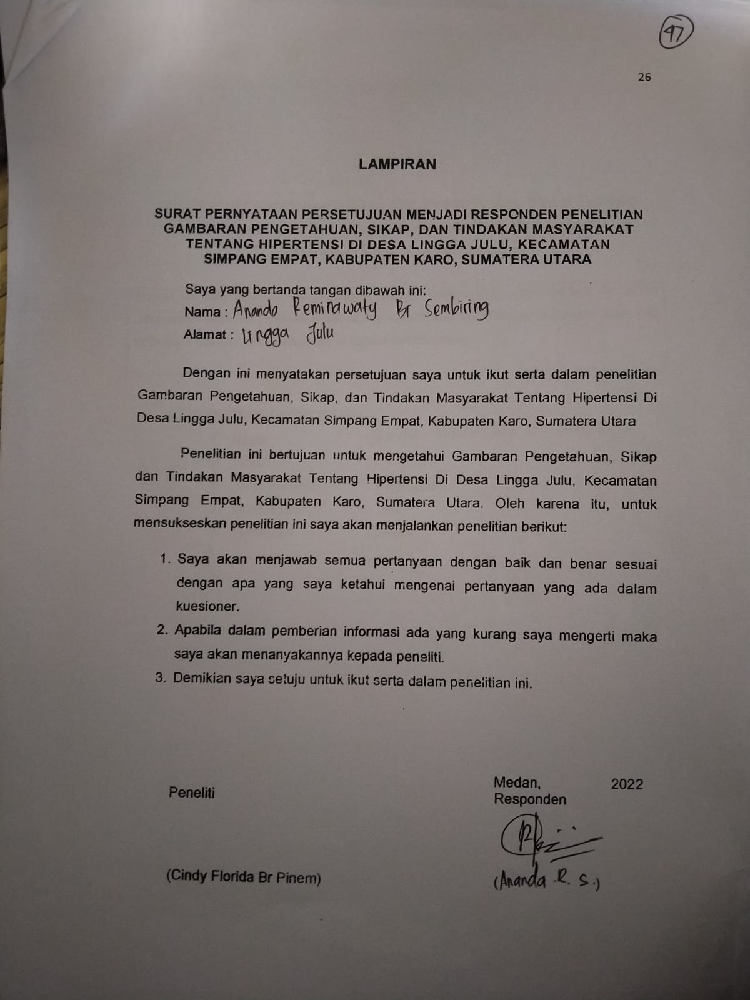 47
26
LAMPIRAN
SURAT PERNYATAAN PERSETUJUAN MENJADI RESPONDEN PENELITIAN
GAMBARAN PENGETAHUAN, SIKAP, DAN TINDAKAN MASYARAKAT
TENTANG HIPERTENSI DI DESA LINGGA JULU, KECAMATAN
SIMPANG EMPAT, KABUPATEN KARO, SUMATERA UTARA
Saya yang bertanda tangan dibawah ini:
Nama : Ananda Reminawaty Br Sembiring
Alamat : Lingga Julu
Dengan ini menyatakan persetujuan saya untuk ikut serta dalam penelitian
Gambaran Pengetahuan, Sikap, dan Tindakan Masyarakat Tentang Hipertensi Di
Desa Lingga Julu, Kecamatan Simpang Empat, Kabupaten Karo, Sumatera Utara
Penelitian ini bertujuan untuk mengetahui Gambaran Pengetahuan, Sikap
dan Tindakan Masyarakat Tentang Hipertensi Di Desa Lingga Julu, Kecamatan
Simpang Empat, Kabupaten Karo, Sumatera Utara. Oleh karena itu, untuk
mensukseskan penelitian ini saya akan menjalankan penelitian berikut:
1. Saya akan menjawab semua pertanyaan dengan baik dan benar sesuai
dengan apa yang saya ketahui mengenai pertanyaan yang ada dalam
kuesioner.
2. Apabila dalam pemberian informasi ada yang kurang saya mengerti maka
saya akan menanyakannya kepada peneliti.
3. Demikian saya setuju untuk ikut serta dalam penelitian ini.
Medan, 2022
Peneliti
Responden
(Cindy Florida Br Pinem)
(Ananda R. S.)